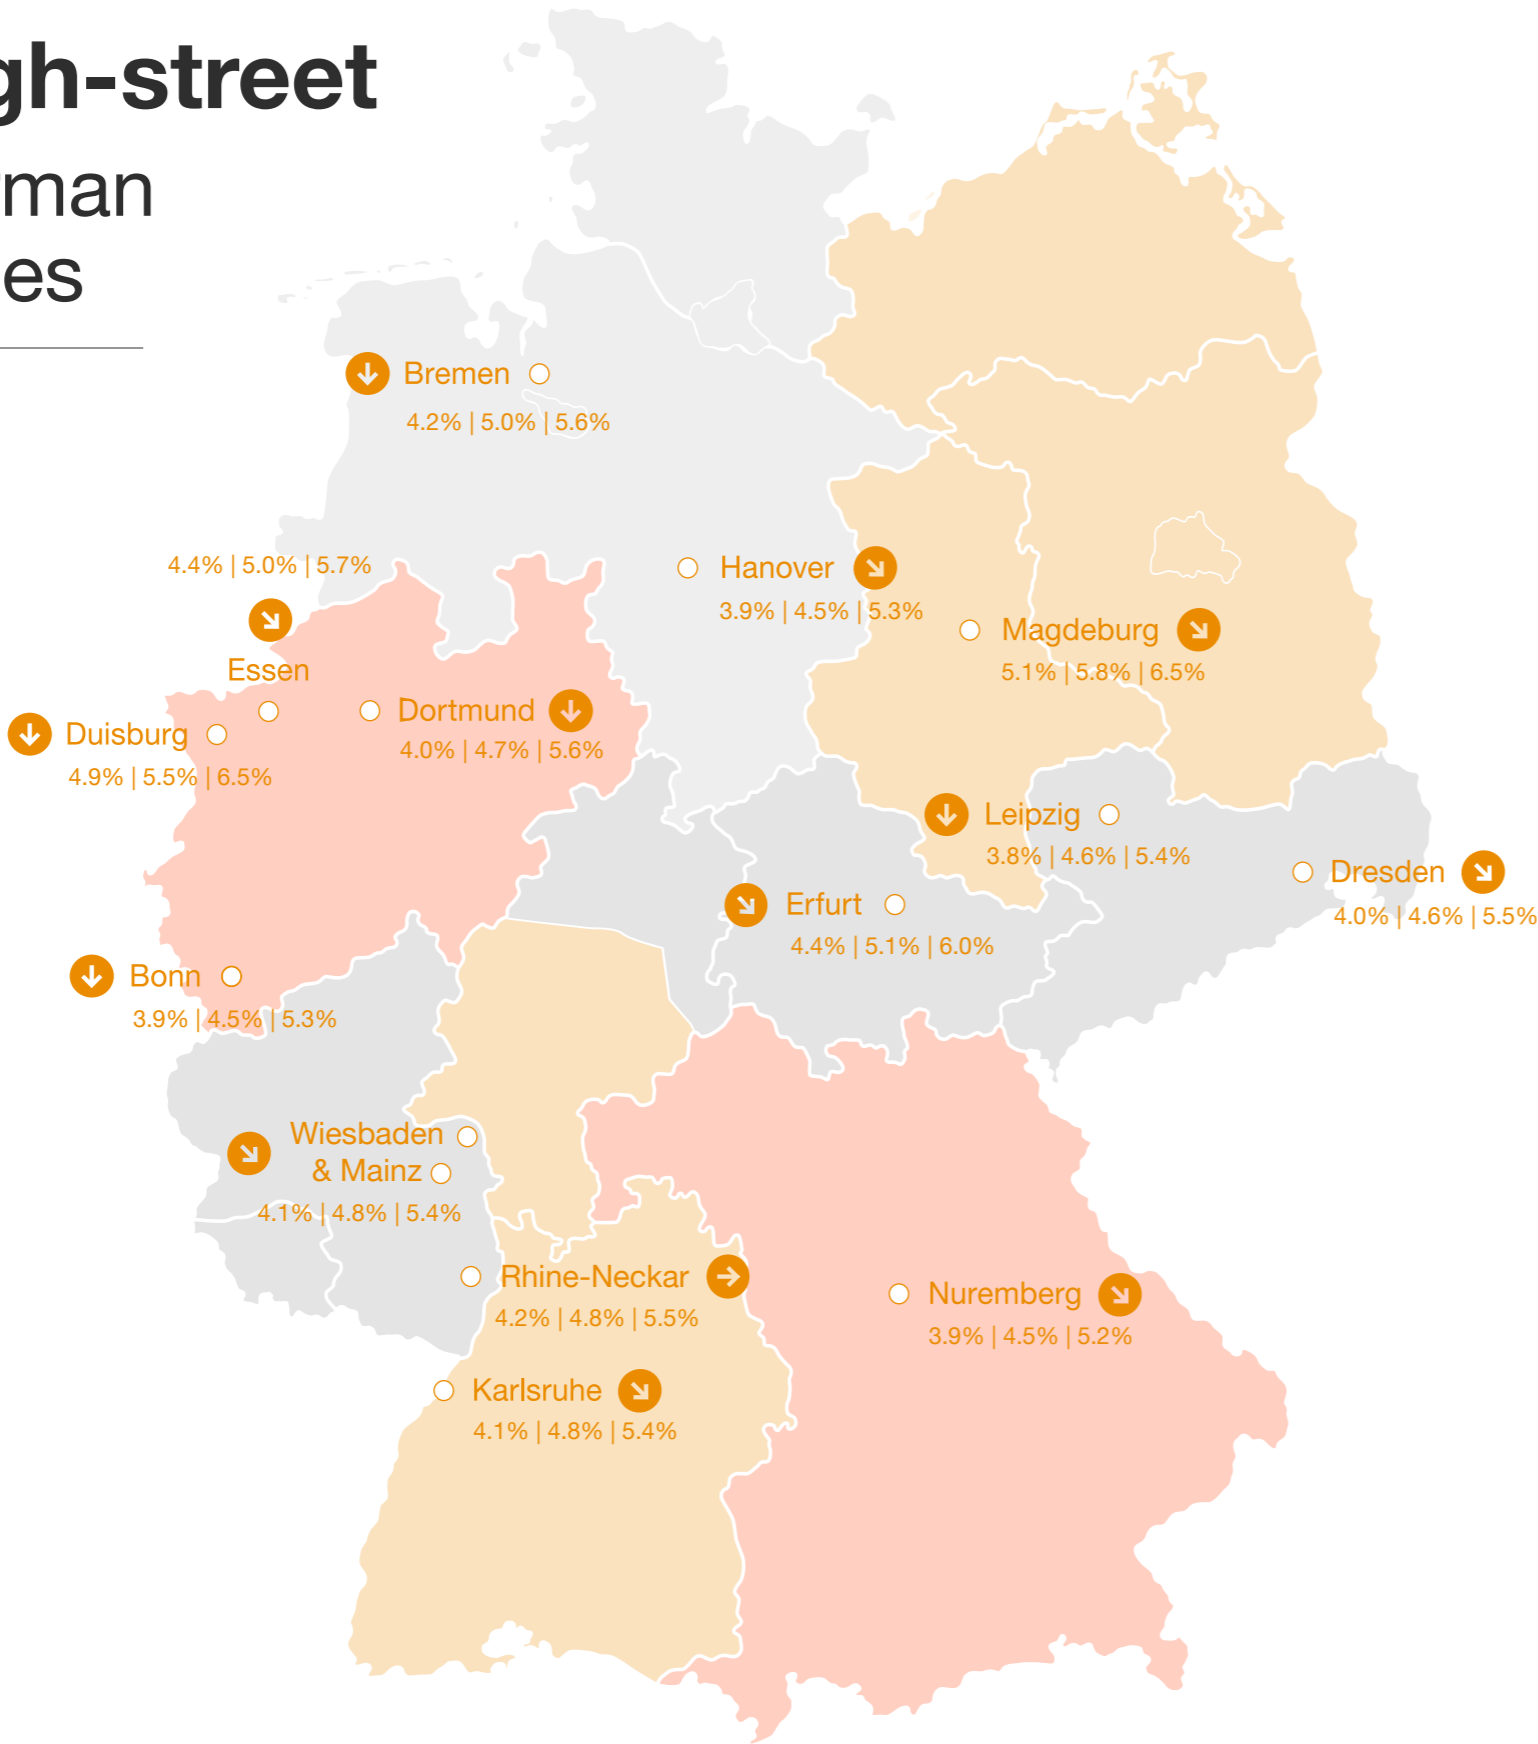 gh-street
man
es
Bremen
4.2% | 5.0% | 5.6%
4.4% | 5.0% | 5.7%
Essen
Hanover
3.9% | 4.5% | 5.3%
Magdeburg
5.1% | 5.8% | 6.5%
Duisburg
4.9% | 5.5% | 6.5%
Dortmund
4.0% | 4.7% | 5.6%
Leipzig
3.8% | 4.6% | 5.4%
Dresden
4.0% | 4.6% | 5.5%
Erfurt
4.4% | 5.1% | 6.0%
Bonn
3.9% | 4.5% | 5.3%
Wiesbaden
& Mainz
4.1% | 4.8% | 5.4%
Rhine-Neckar
4.2% | 4.8% | 5.5%
Nuremberg
3.9% | 4.5% | 5.2%
Karlsruhe
4.1% | 4.8% | 5.4%